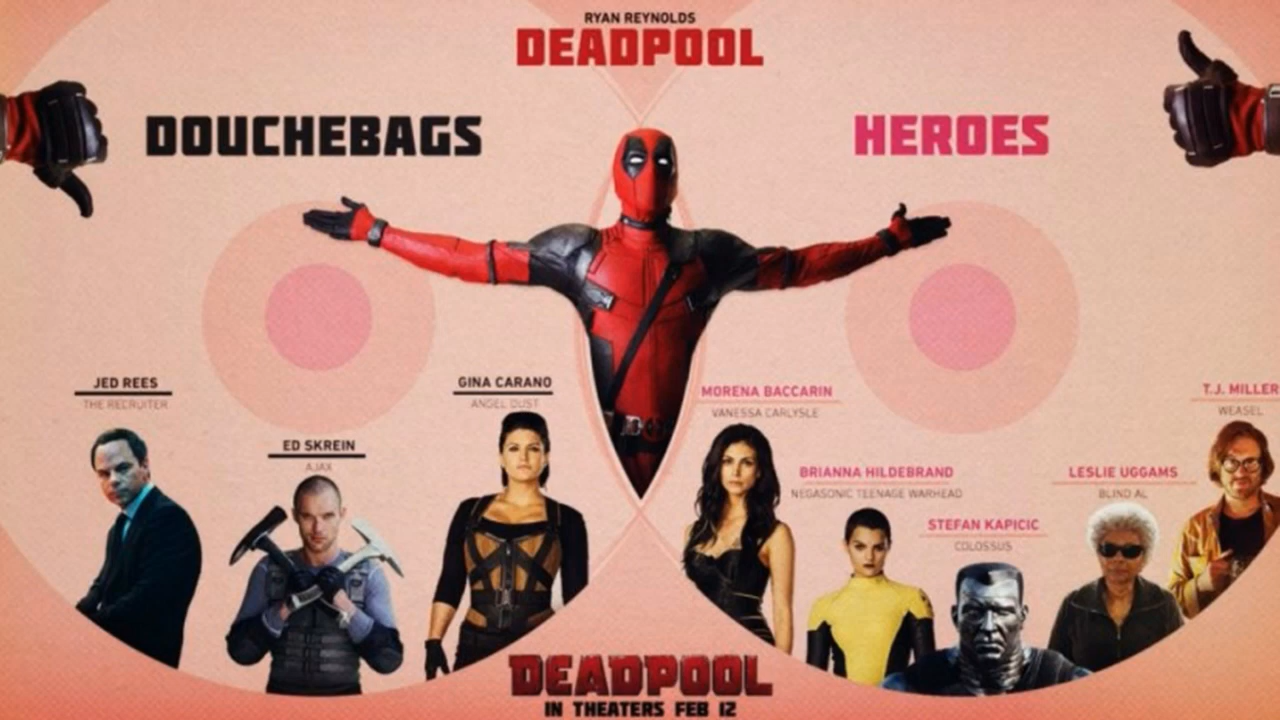 RYAN REYNOLDS
DEADPOOL
DOUCHEBAGS
HEROES
JED REES
THE RECRUITER
ED SKREIN
AJAX
GINA CARANO
ANGEL DUST
MORENA BACCARIN
VANESSA CARLYSLE
BRIANNA HILDEBRAND
NEGASONIC TEENAGE WARHEAD
STEFAN KAPICIC
COLOSSUS
LESLIE UGGAMS
BLIND AL
T.J. MILLER
WEASEL
DEADPOOL
IN THEATERS FEB 12